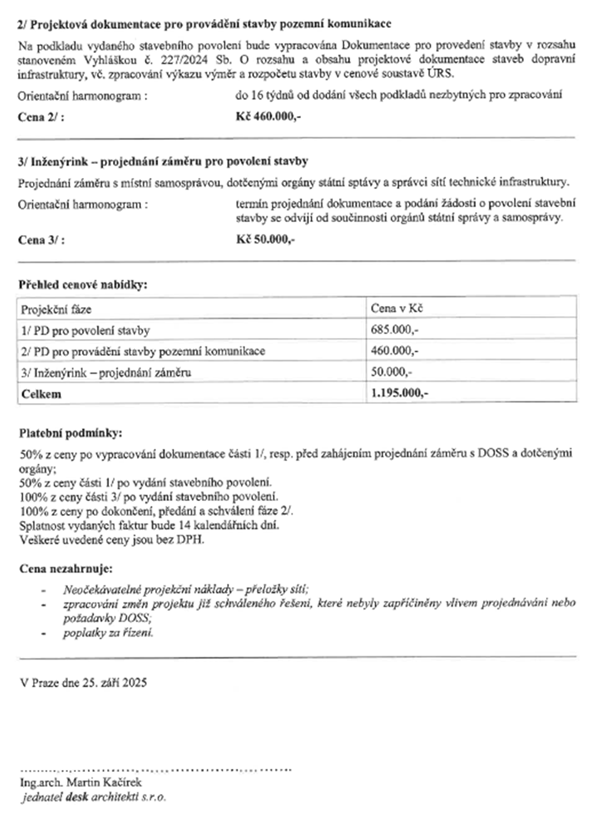 2/ Projektová dokumentace pro provádění stavby pozemní komunikace
Na podkladu vydaného stavebního povolení bude vypracována Dokumentace pro provedení stavby v rozsahu
stanoveném Vyhláškou č. 227/2024 Sb. O rozsahu a obsahu projektové dokumentace staveb dopravní
infrastruktury, vč. zpracování výkazu výměr a rozpočetu stavby v cenové soustavě ÚRS.
Orientační harmonogram : do 16 týdnů od dodání všech podkladů nezbytných pro zpracování
Cena 2/ : Kč 460.000,-
3/ Inženýrink – projednání záměru pro povolení stavby
Projednání záměru s místní samosprávou, dotčenými orgány státní sptávy a správci sítí technické infrastruktury.
Orientační harmonogram : termín projednání dokumentace a podání žádosti o povolení stavební
stavby se odvíjí od součinnosti orgánů státní správy a samosprávy.
Cena 3/ : Kč 50.000,-
Přehled cenové nabídky:
Projekční fáze Cena v Kč
1/ PD pro povolení stavby 685.000,-
2/ PD pro provádění stavby pozemní komunikace 460.000,-
3/ Inženýrink – projednání záměru 50.000,-
Celkem 1.195.000,-
Platební podmínky:
50% z ceny po vypracování dokumentace části 1/, resp. před zahájením projednání záměru s DOSS a dotčenými
orgány;
50% z ceny části 1/ po vydání stavebního povolení.
100% z ceny části 3/ po vydání stavebního povolení.
100% z ceny po dokončení, předání a schválení fáze 2/.
Splatnost vydaných faktur bude 14 kalendářních dní.
Veškeré uvedené ceny jsou bez DPH.
Cena nezahrnuje:
- Neočekávatelné projekční náklady – přeložky sítí;
- zpracování změn projektu již schváleného řešení, které nebyly zapříčiněny vlivem projednávání nebo
požadavky DOSS;
- poplatky za řízení.
V Praze dne 25. září 2025
Ing.arch. Martin Kačírek
jednatel desk architekti s.r.o.